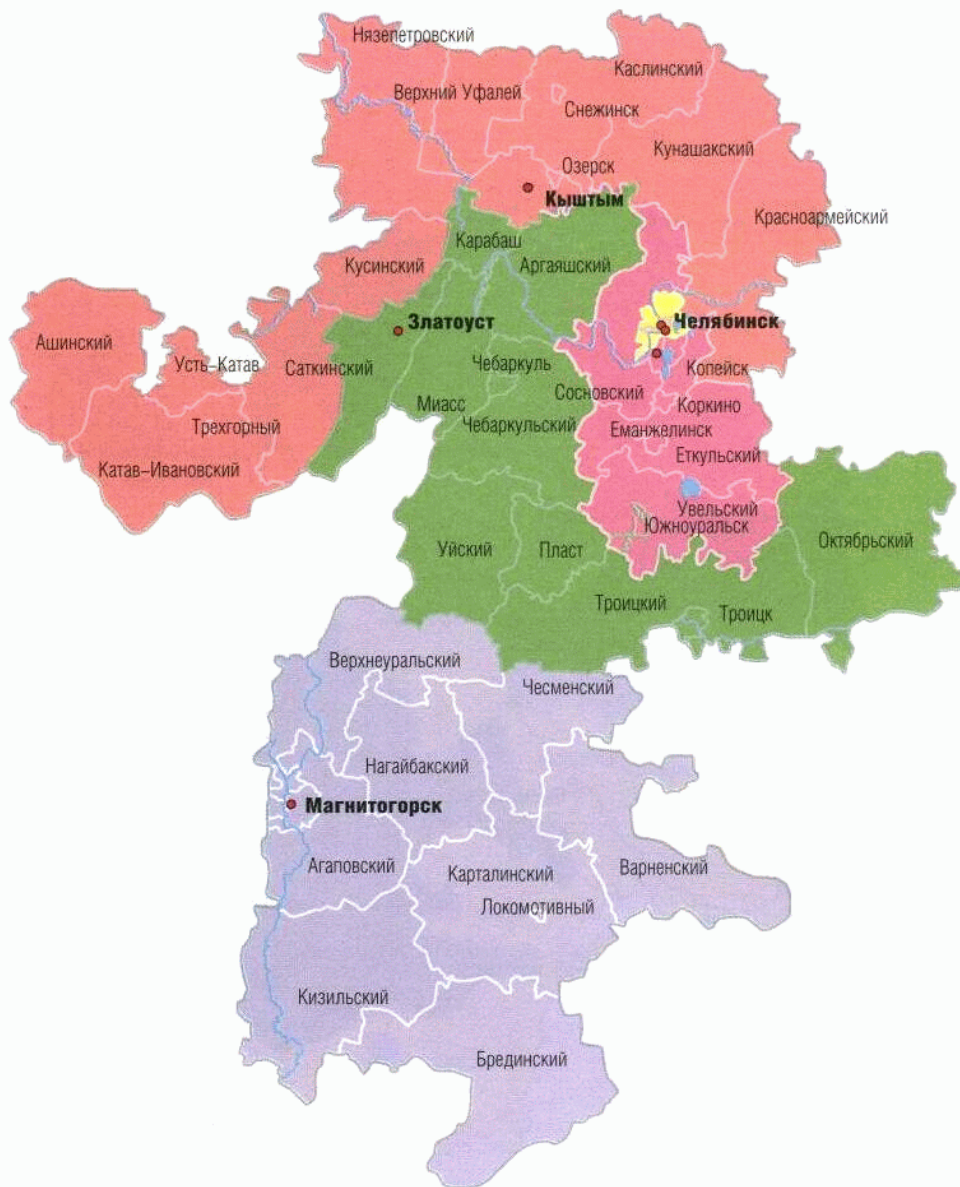 Нязепетровский
Каслинский
Верхний Уфалей
Снежинск
Кунашакский
Озерск
Кыштым
Красноармейский
Карабаш
Кусинский
Аргаяшский
Златоуст
Челябинск
Ашинский
Усть-Катав
Саткинский
Чебаркуль
Копейск
Сосновский
Миасс
Коркино
Трехгорный
Чебаркульский
Еманжелинск
Катав-Ивановский
Еткульский
Увельский
Южноуральск
Уйский
Пласт
Октябрьский
Троицкий
Троицк
Верхнеуральский
Чесменский
Нагайбакский
Магнитогорск
Агаповский
Карталинский
Варненский
Локомотивный
Кизильский
Брединский